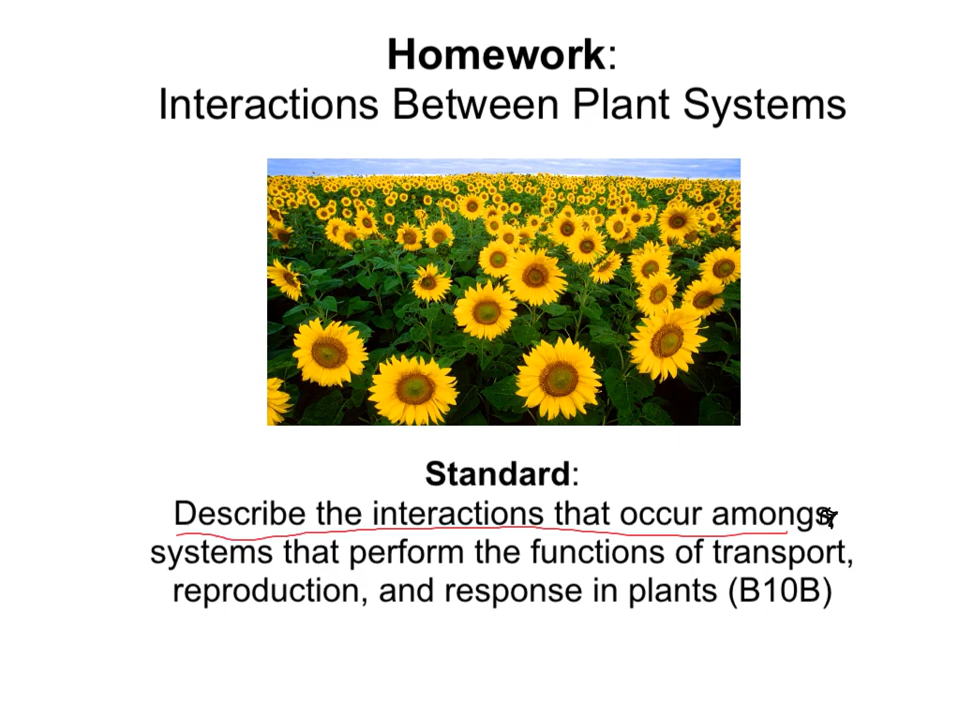 Homework:
Interactions Between Plant Systems
Standard:
Describe the interactions that occur amongs
systems that perform the functions of transport,
reproduction, and response in plants (B10B)